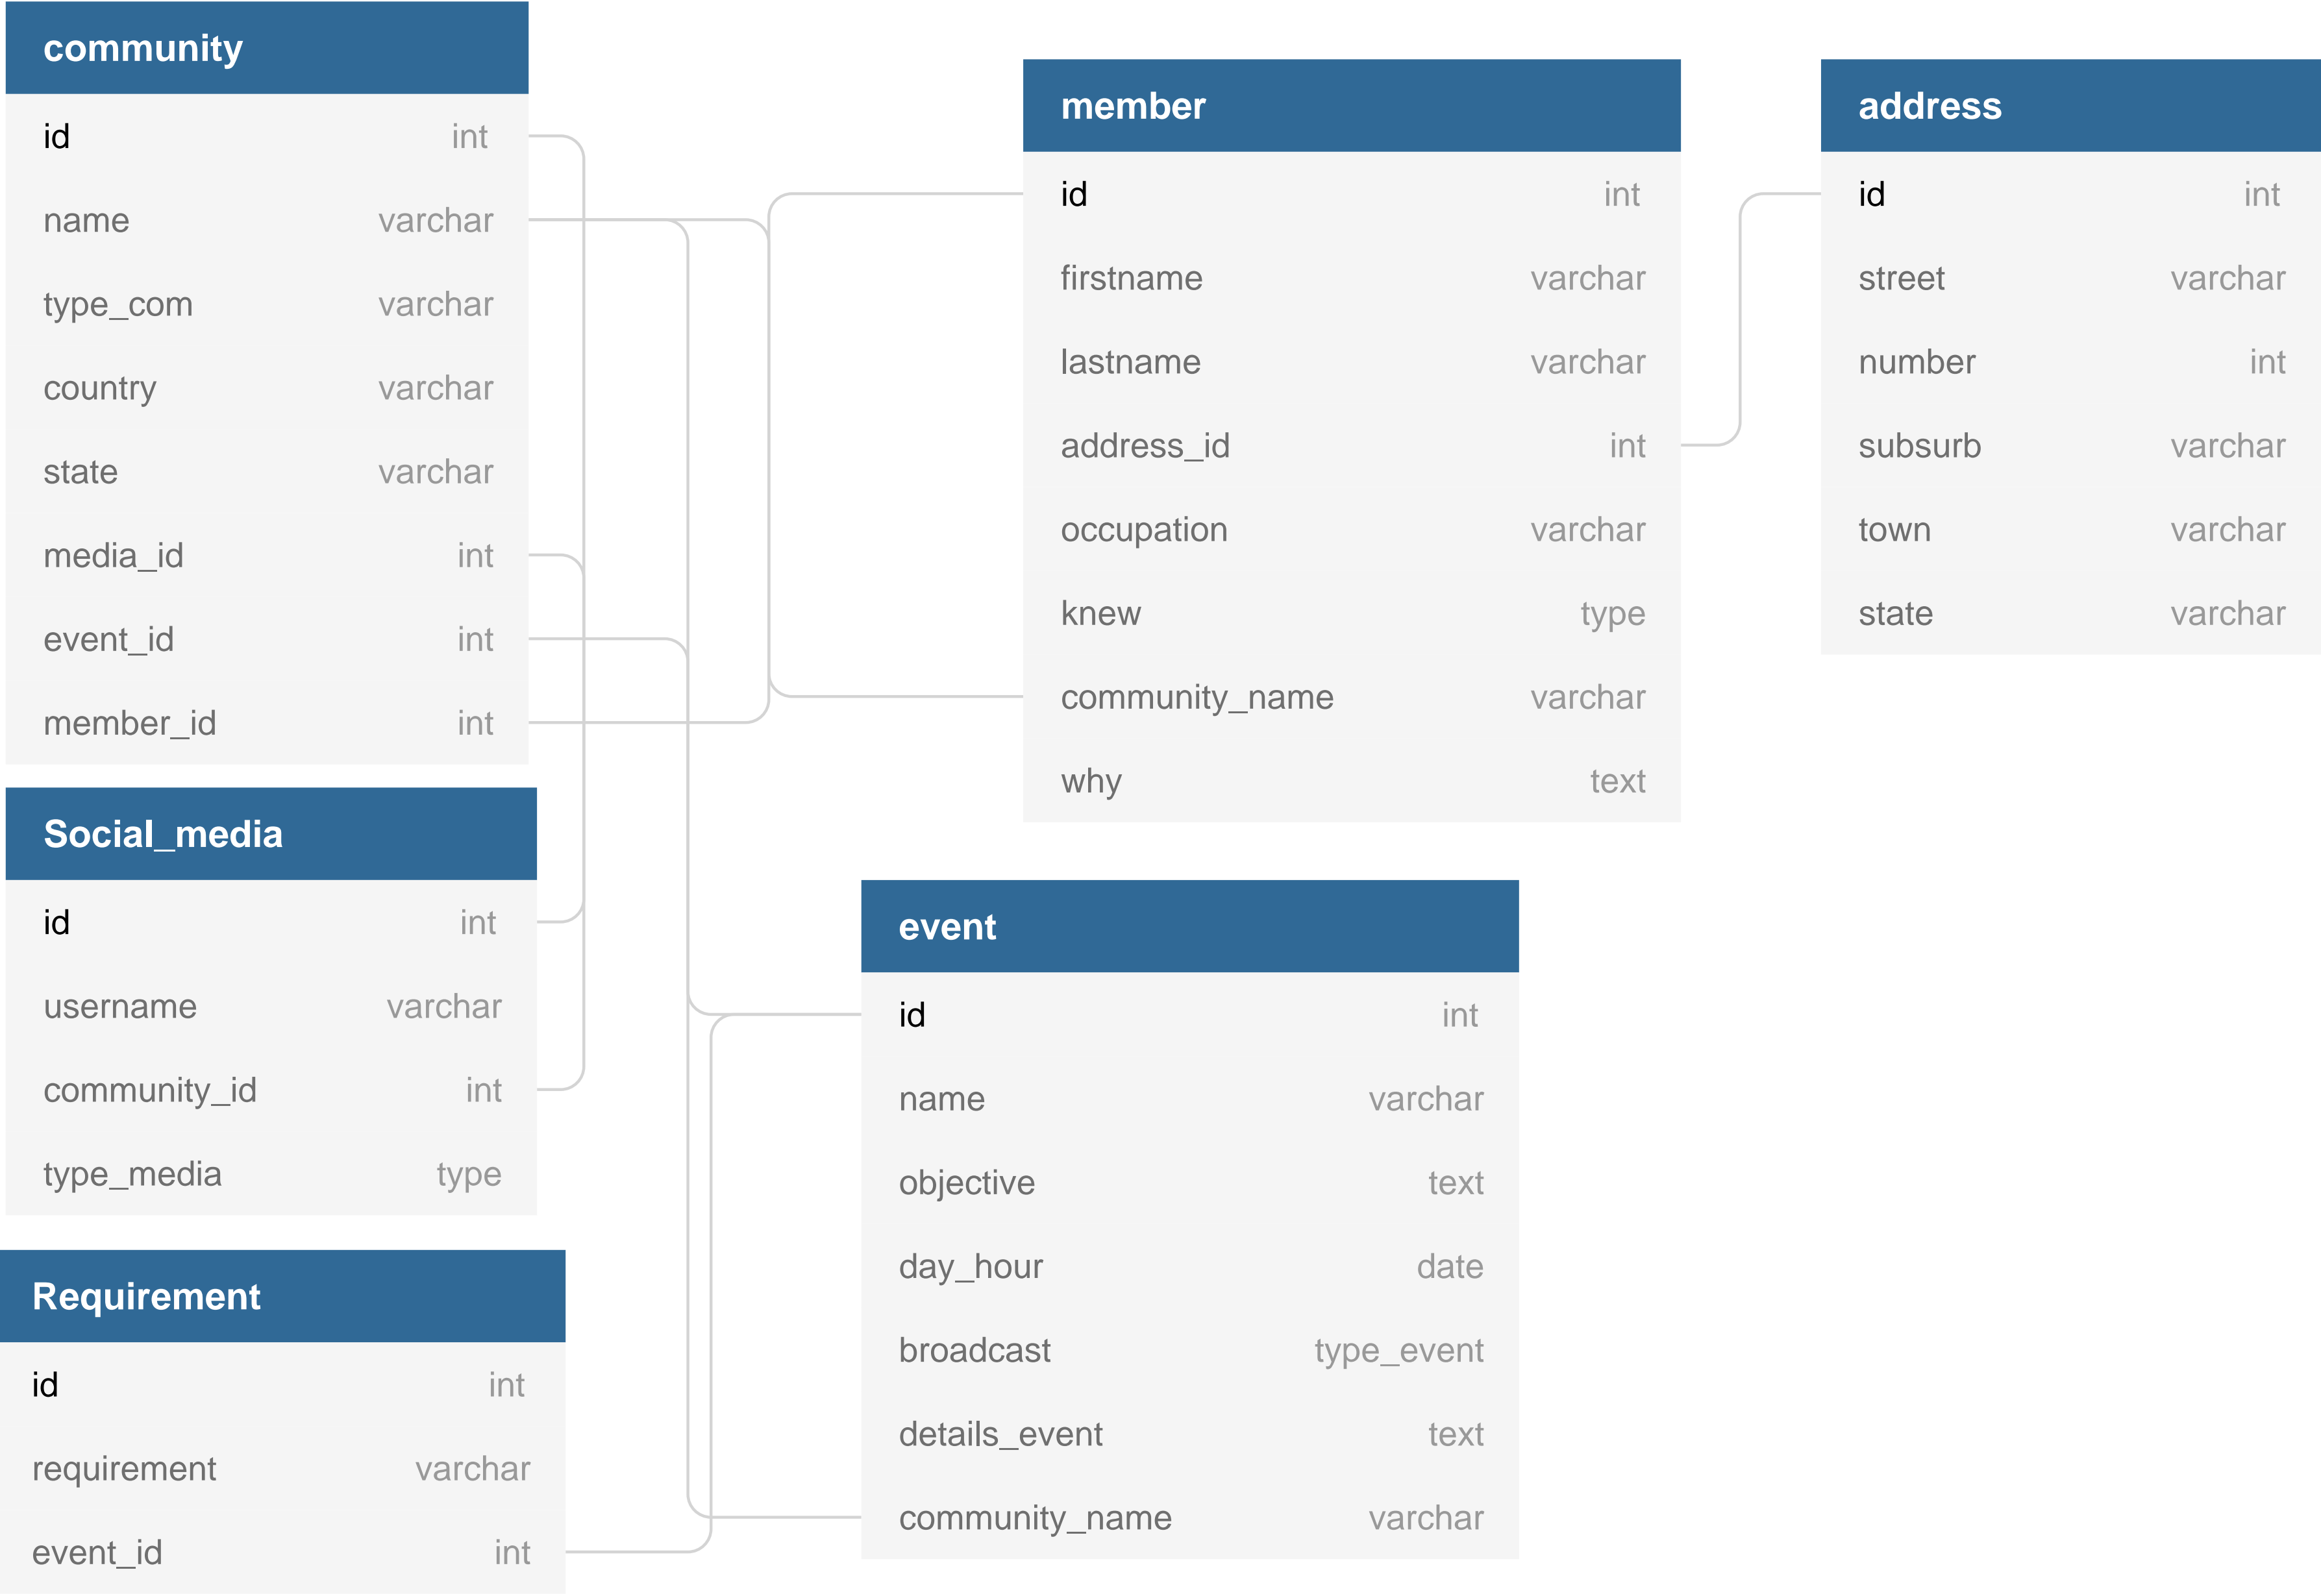 community
id int
name varchar
type_com varchar
country varchar
state varchar
media_id int
event_id int
member_id int
Social_media
id int
username varchar
community_id int
type_media type
Requirement
id int
requirement varchar
event_id int
member
id int
firstname varchar
lastname varchar
address_id int
occupation varchar
knew type
community_name varchar
why text
event
id int
name varchar
objective text
day_hour date
broadcast type_event
details_event text
community_name varchar
address
id int
street varchar
number int
subsurb varchar
town varchar
state varchar